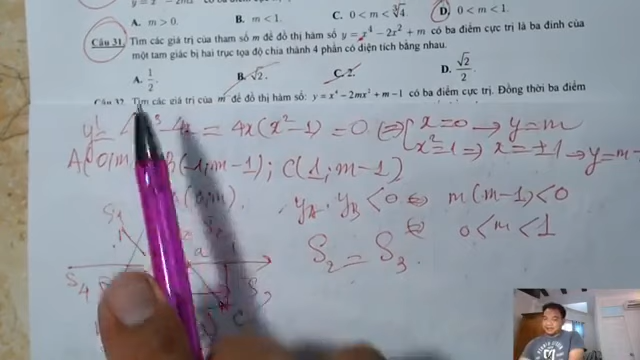 A. m > 0. B. m < 1. C. 0 < m < ∛4. D. 0 < m < 1.
Câu 31. Tìm các giá trị của tham số m để đồ thị hàm số y = x⁴ − 2x² + m có ba điểm cực trị là ba đỉnh của
một tam giác bị hai trục tọa độ chia thành 4 phần có diện tích bằng nhau.
A. 1/2. B. √2. C. 2. D. √2/2.
Câu 32. Tìm các giá trị của m để đồ thị hàm số: y = x⁴ − 2mx² + m − 1 có ba điểm cực trị. Đồng thời ba điểm
= 4x(x² − 1) = 0 ⇔ x = 0 → y = m
x² = 1 ⇒ x = ±1 → y = m −
A(0; m) (1; m − 1); C(1; m − 1)
y_A . y_B < 0 ⇔ m(m − 1) < 0
⇔ 0 < m < 1
S₂ = S₃
S₁
a
S₄
C